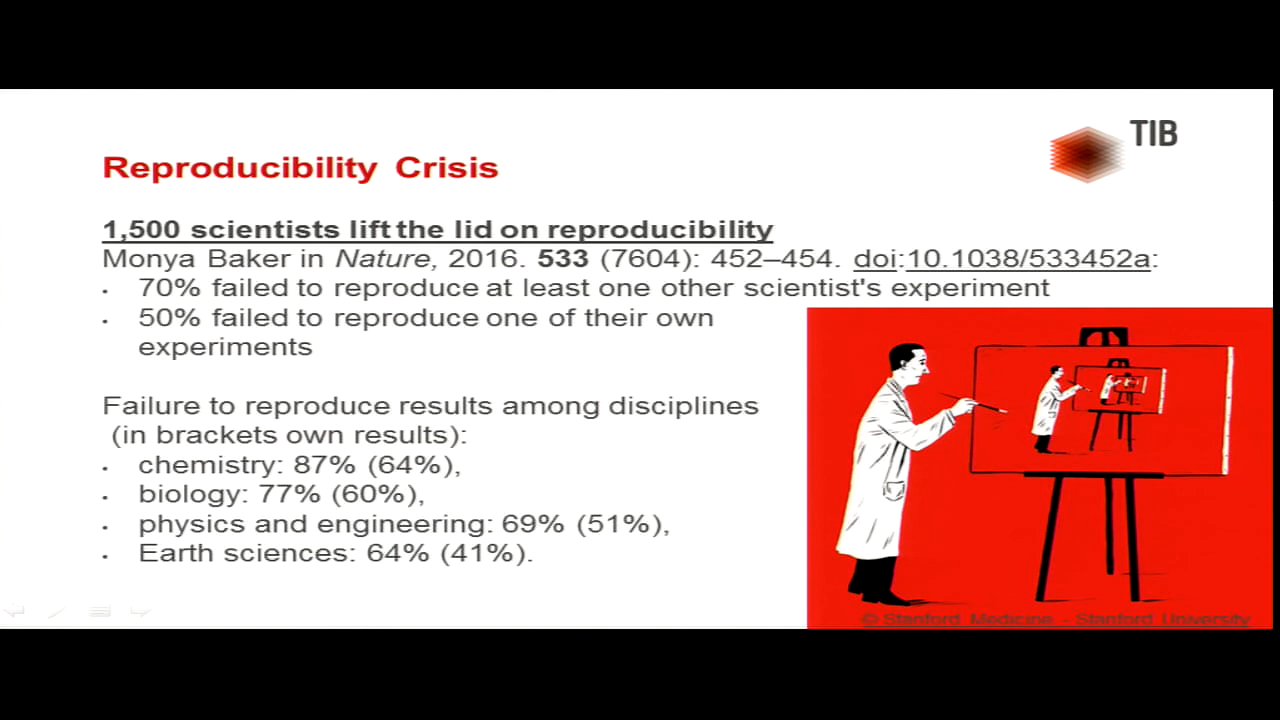 TIB
Reproducibility Crisis
1,500 scientists lift the lid on reproducibility
Monya Baker in Nature, 2016. 533 (7604): 452–454. doi:10.1038/533452a:
· 70% failed to reproduce at least one other scientist's experiment
· 50% failed to reproduce one of their own
experiments
Failure to reproduce results among disciplines
(in brackets own results):
· chemistry: 87% (64%),
· biology: 77% (60%),
· physics and engineering: 69% (51%),
· Earth sciences: 64% (41%).
© Stanford Medicine - Stanford University